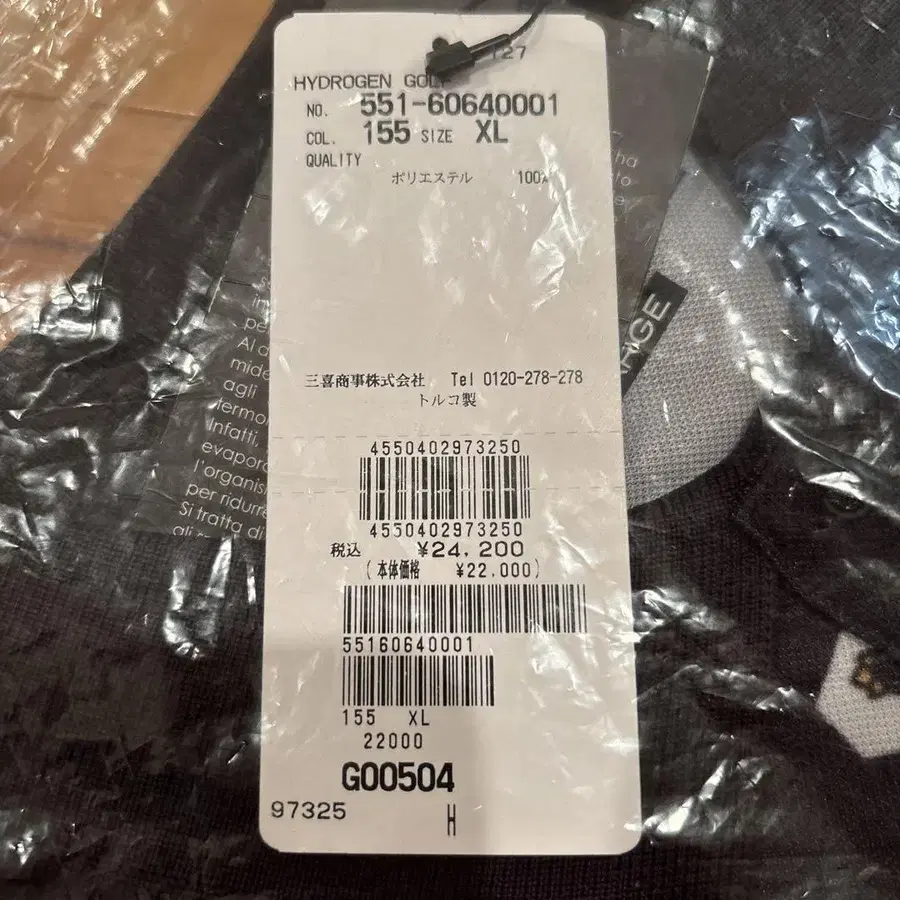 127
HYDROGEN GOLF
NO. 551-60640001
COL. 155 SIZE XL
QUALITY
ポリエステル 100%
三喜商事株式会社 Tel 0120-278-278
トルコ製
4550402973250
4550402973250
税込 ¥24,200
(本体価格 ¥22,000)
55160640001
155 XL
22000
G00504
97325 H
agli
Infatti,
l'organis
per ridurre
Si tratta di